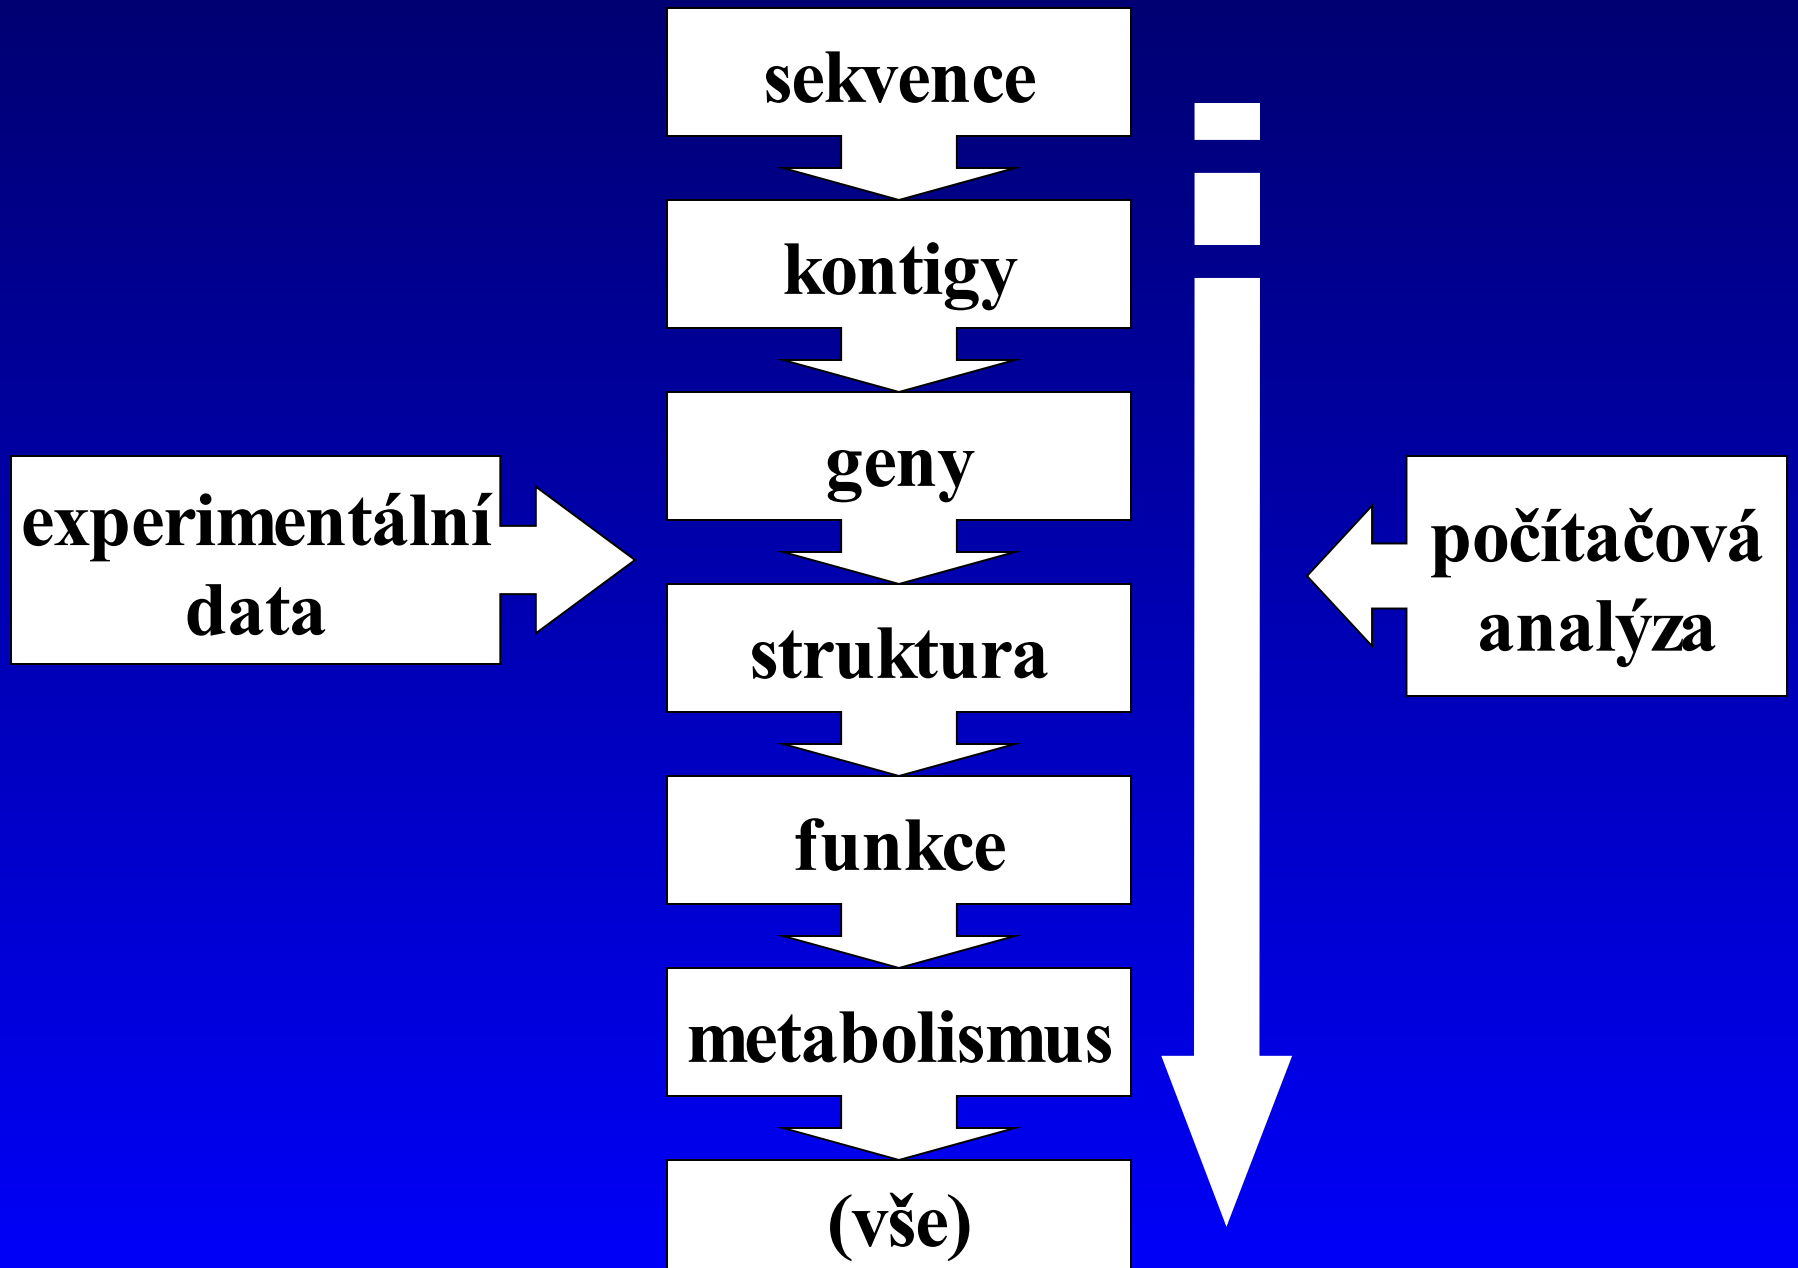 sekvence
kontigy
geny
experimentální
data
počítačová
analýza
struktura
funkce
metabolismus
(vše)